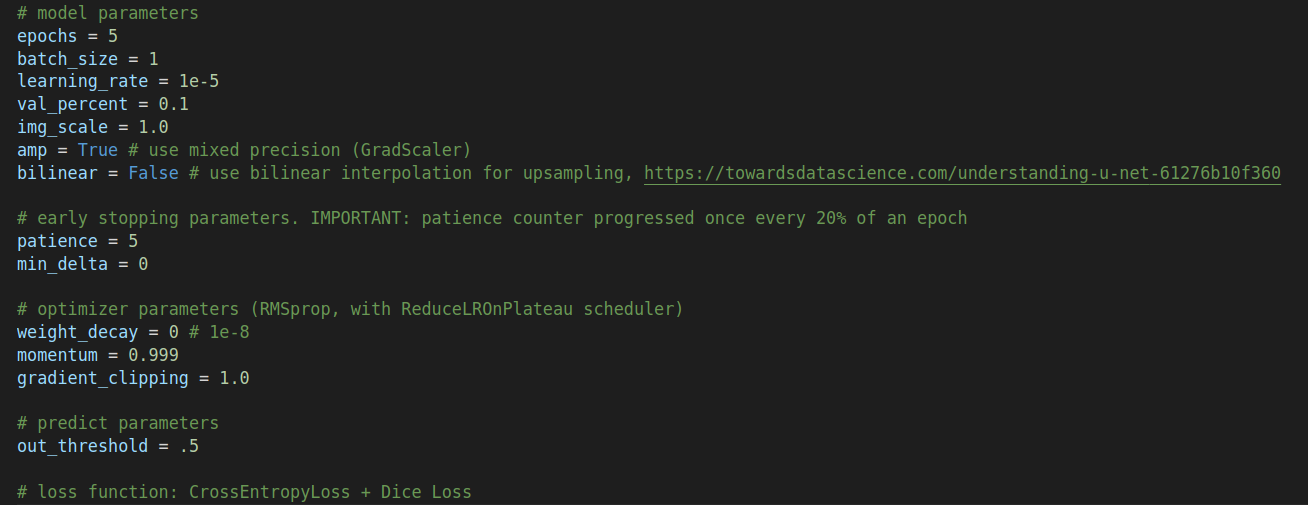 # model parameters
epochs = 5
batch_size = 1
learning_rate = 1e-5
val_percent = 0.1
img_scale = 1.0
amp = True # use mixed precision (GradScaler)
bilinear = False # use bilinear interpolation for upsampling, https://towardsdatascience.com/understanding-u-net-61276b10f360
# early stopping parameters. IMPORTANT: patience counter progressed once every 20% of an epoch
patience = 5
min_delta = 0
# optimizer parameters (RMSprop, with ReduceLROnPlateau scheduler)
weight_decay = 0 # 1e-8
momentum = 0.999
gradient_clipping = 1.0
# predict parameters
out_threshold = .5
# loss function: CrossEntropyLoss + Dice Loss